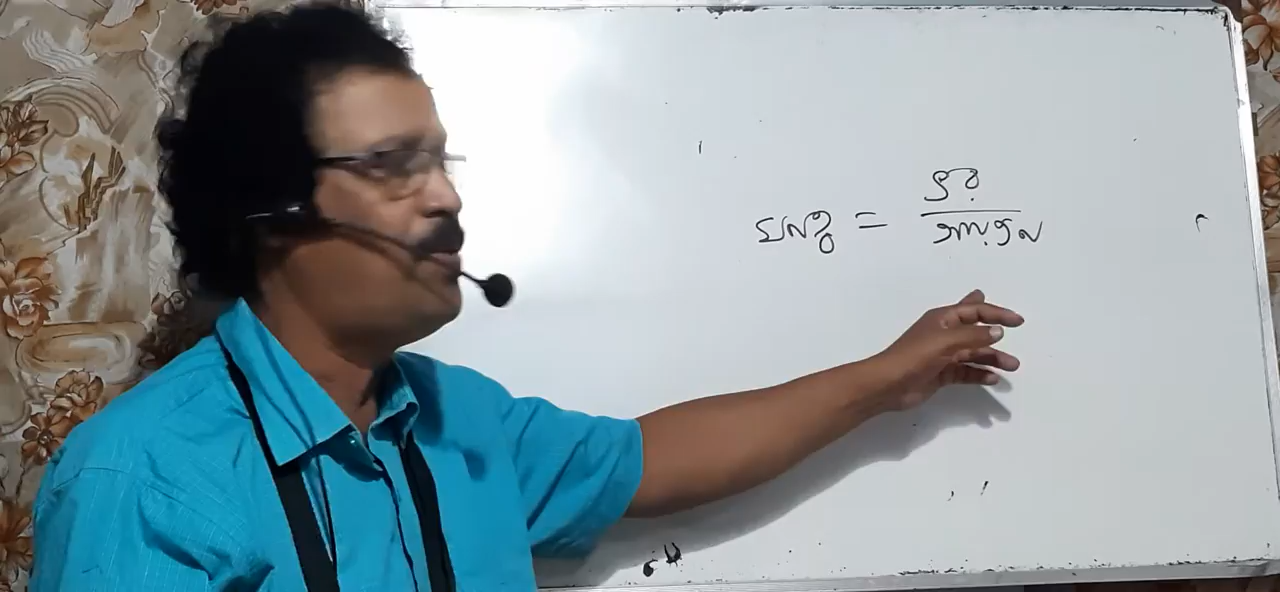 ঘনত্ব = ভর
আয়তন